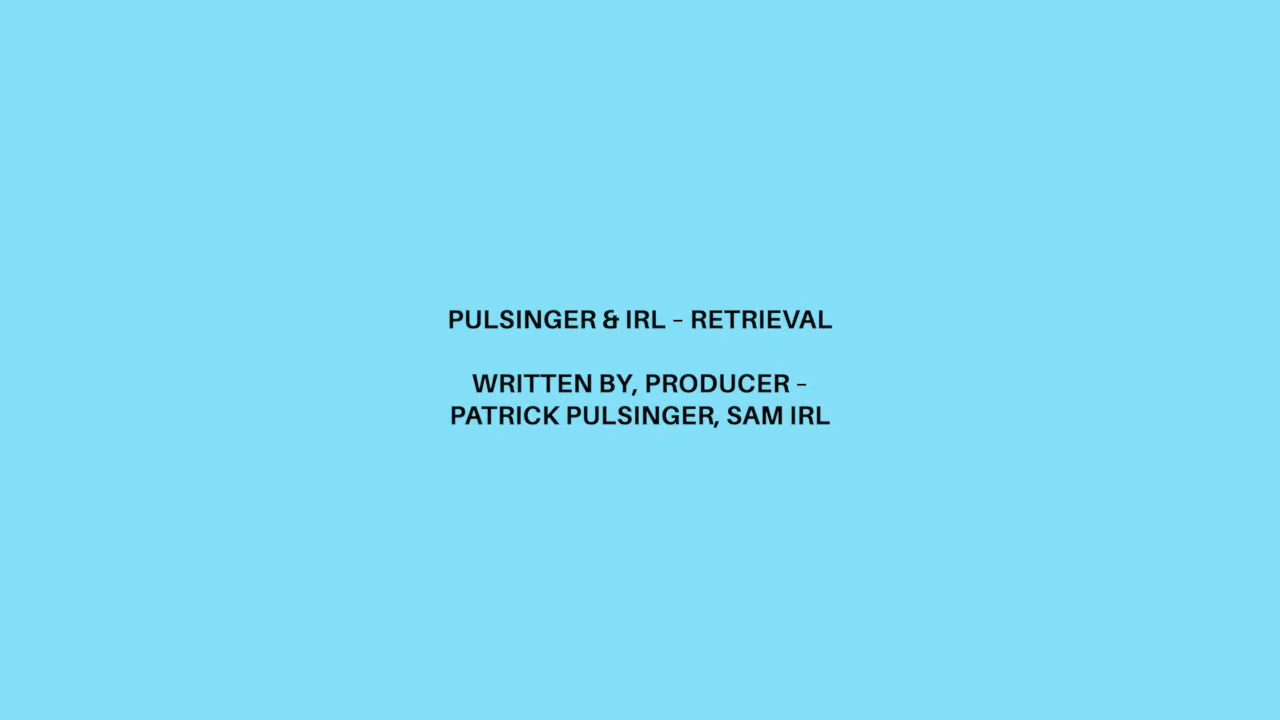 PULSINGER & IRL – RETRIEVAL
WRITTEN BY, PRODUCER –
PATRICK PULSINGER, SAM IRL